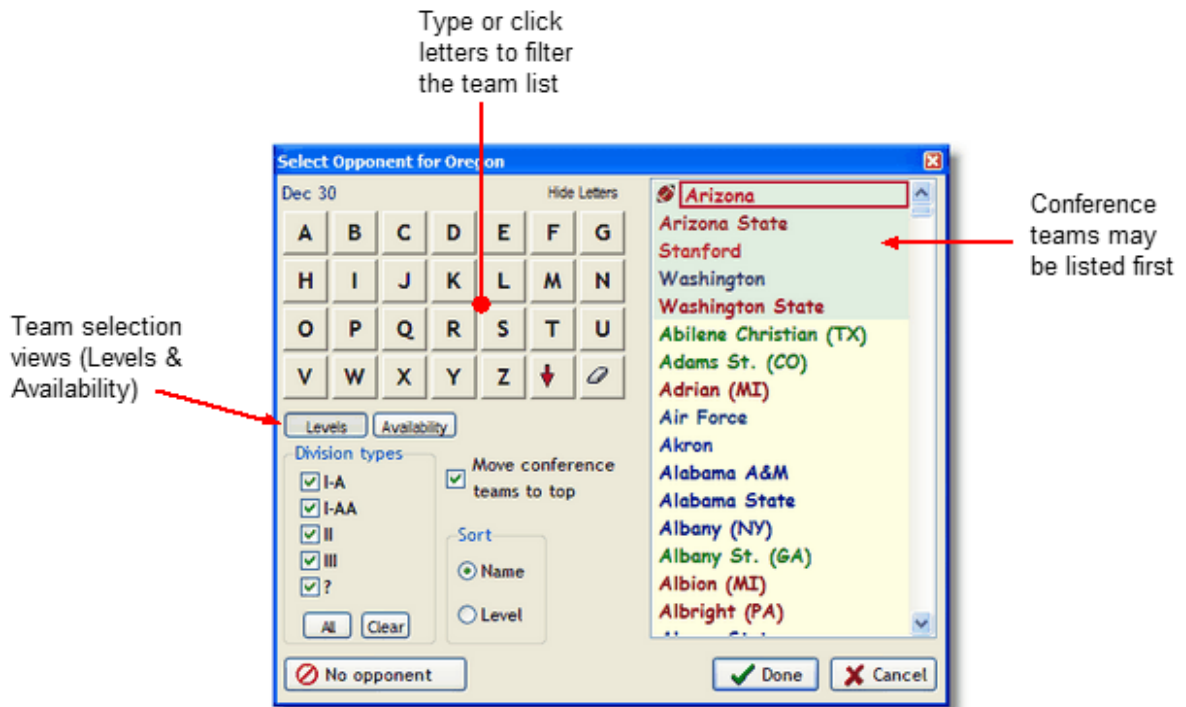 Type or click
letters to filter
the team list
Select Opponent for Oregon
Dec 30
Hide Letters
A B C D E F G
H I J K L M N
O P Q R S T U
V W X Y Z
Levels
Availability
Division types
I-A
I-AA
II
III
?
All
Clear
Move conference
teams to top
Sort
Name
Level
Arizona
Arizona State
Stanford
Washington
Washington State
Abilene Christian (TX)
Adams St. (CO)
Adrian (MI)
Air Force
Akron
Alabama A&M
Alabama State
Albany (NY)
Albany St. (GA)
Albion (MI)
Albright (PA)
No opponent
Done
Cancel
Conference
teams may
be listed first
Team selection
views (Levels &
Availability)